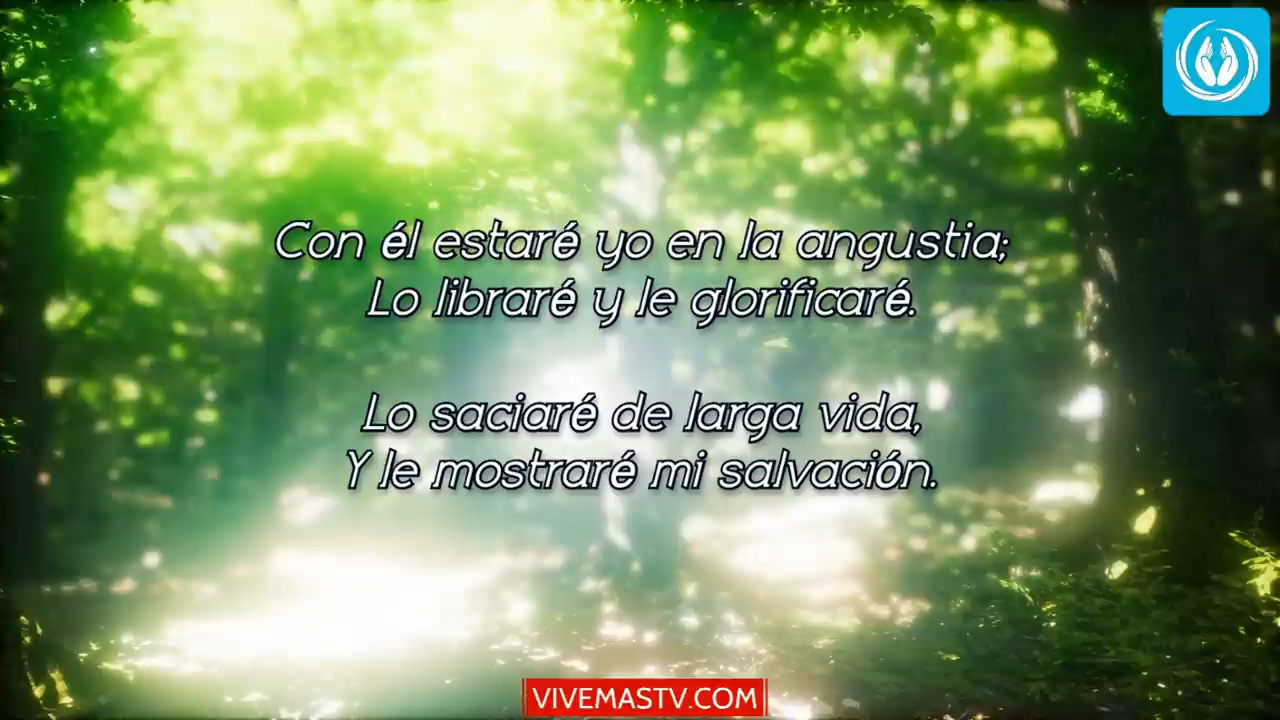 Con él estaré yo en la angustia;
Lo libraré y le glorificaré.
Lo saciaré de larga vida,
Y le mostraré mi salvación.
VIVEMASTV.COM